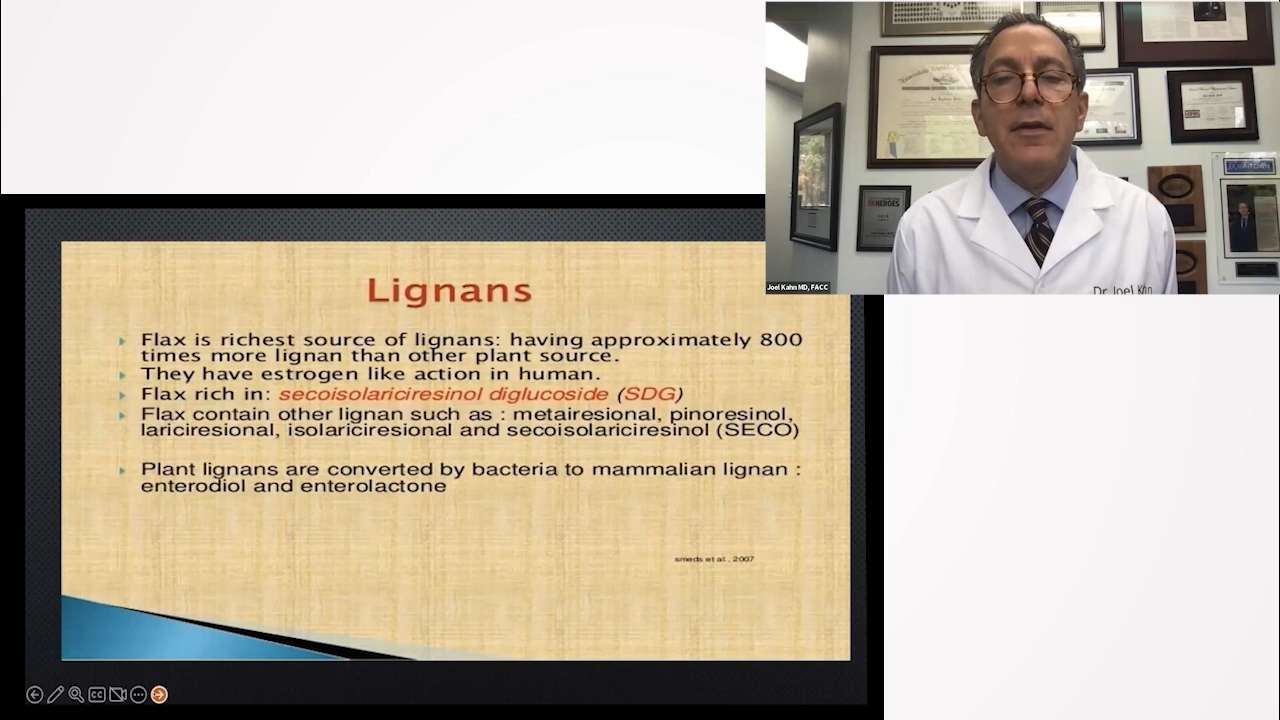 Lignans
Flax is richest source of lignans: having approximately 800
times more lignan than other plant source.
They have estrogen like action in human.
Flax rich in: secoisolariciresinol diglucoside (SDG)
Flax contain other lignan such as : metairesional, pinoresinol,
lariciresional, isolariciresional and secoisolariciresinol (SECO)
Plant lignans are converted by bacteria to mammalian lignan :
enterodiol and enterolactone
smeds et al., 2007
CC
HEROES
DOWNTOWN
Joel Kahn MD, FACC
Dr. Joel Kahn